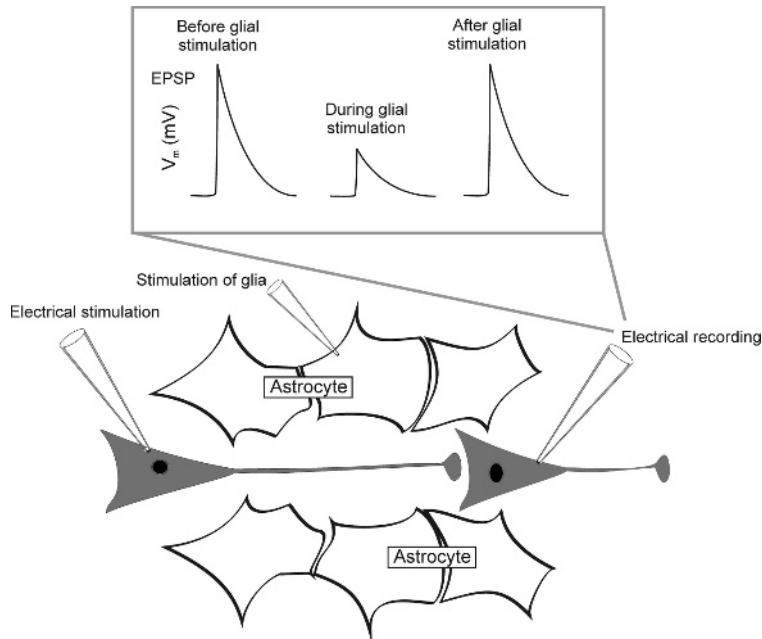 Before glial
stimulation
After glial
stimulation
EPSP
During glial
stimulation
Vm (mV)
Stimulation of glia
Electrical stimulation
Electrical recording
Astrocyte
Astrocyte